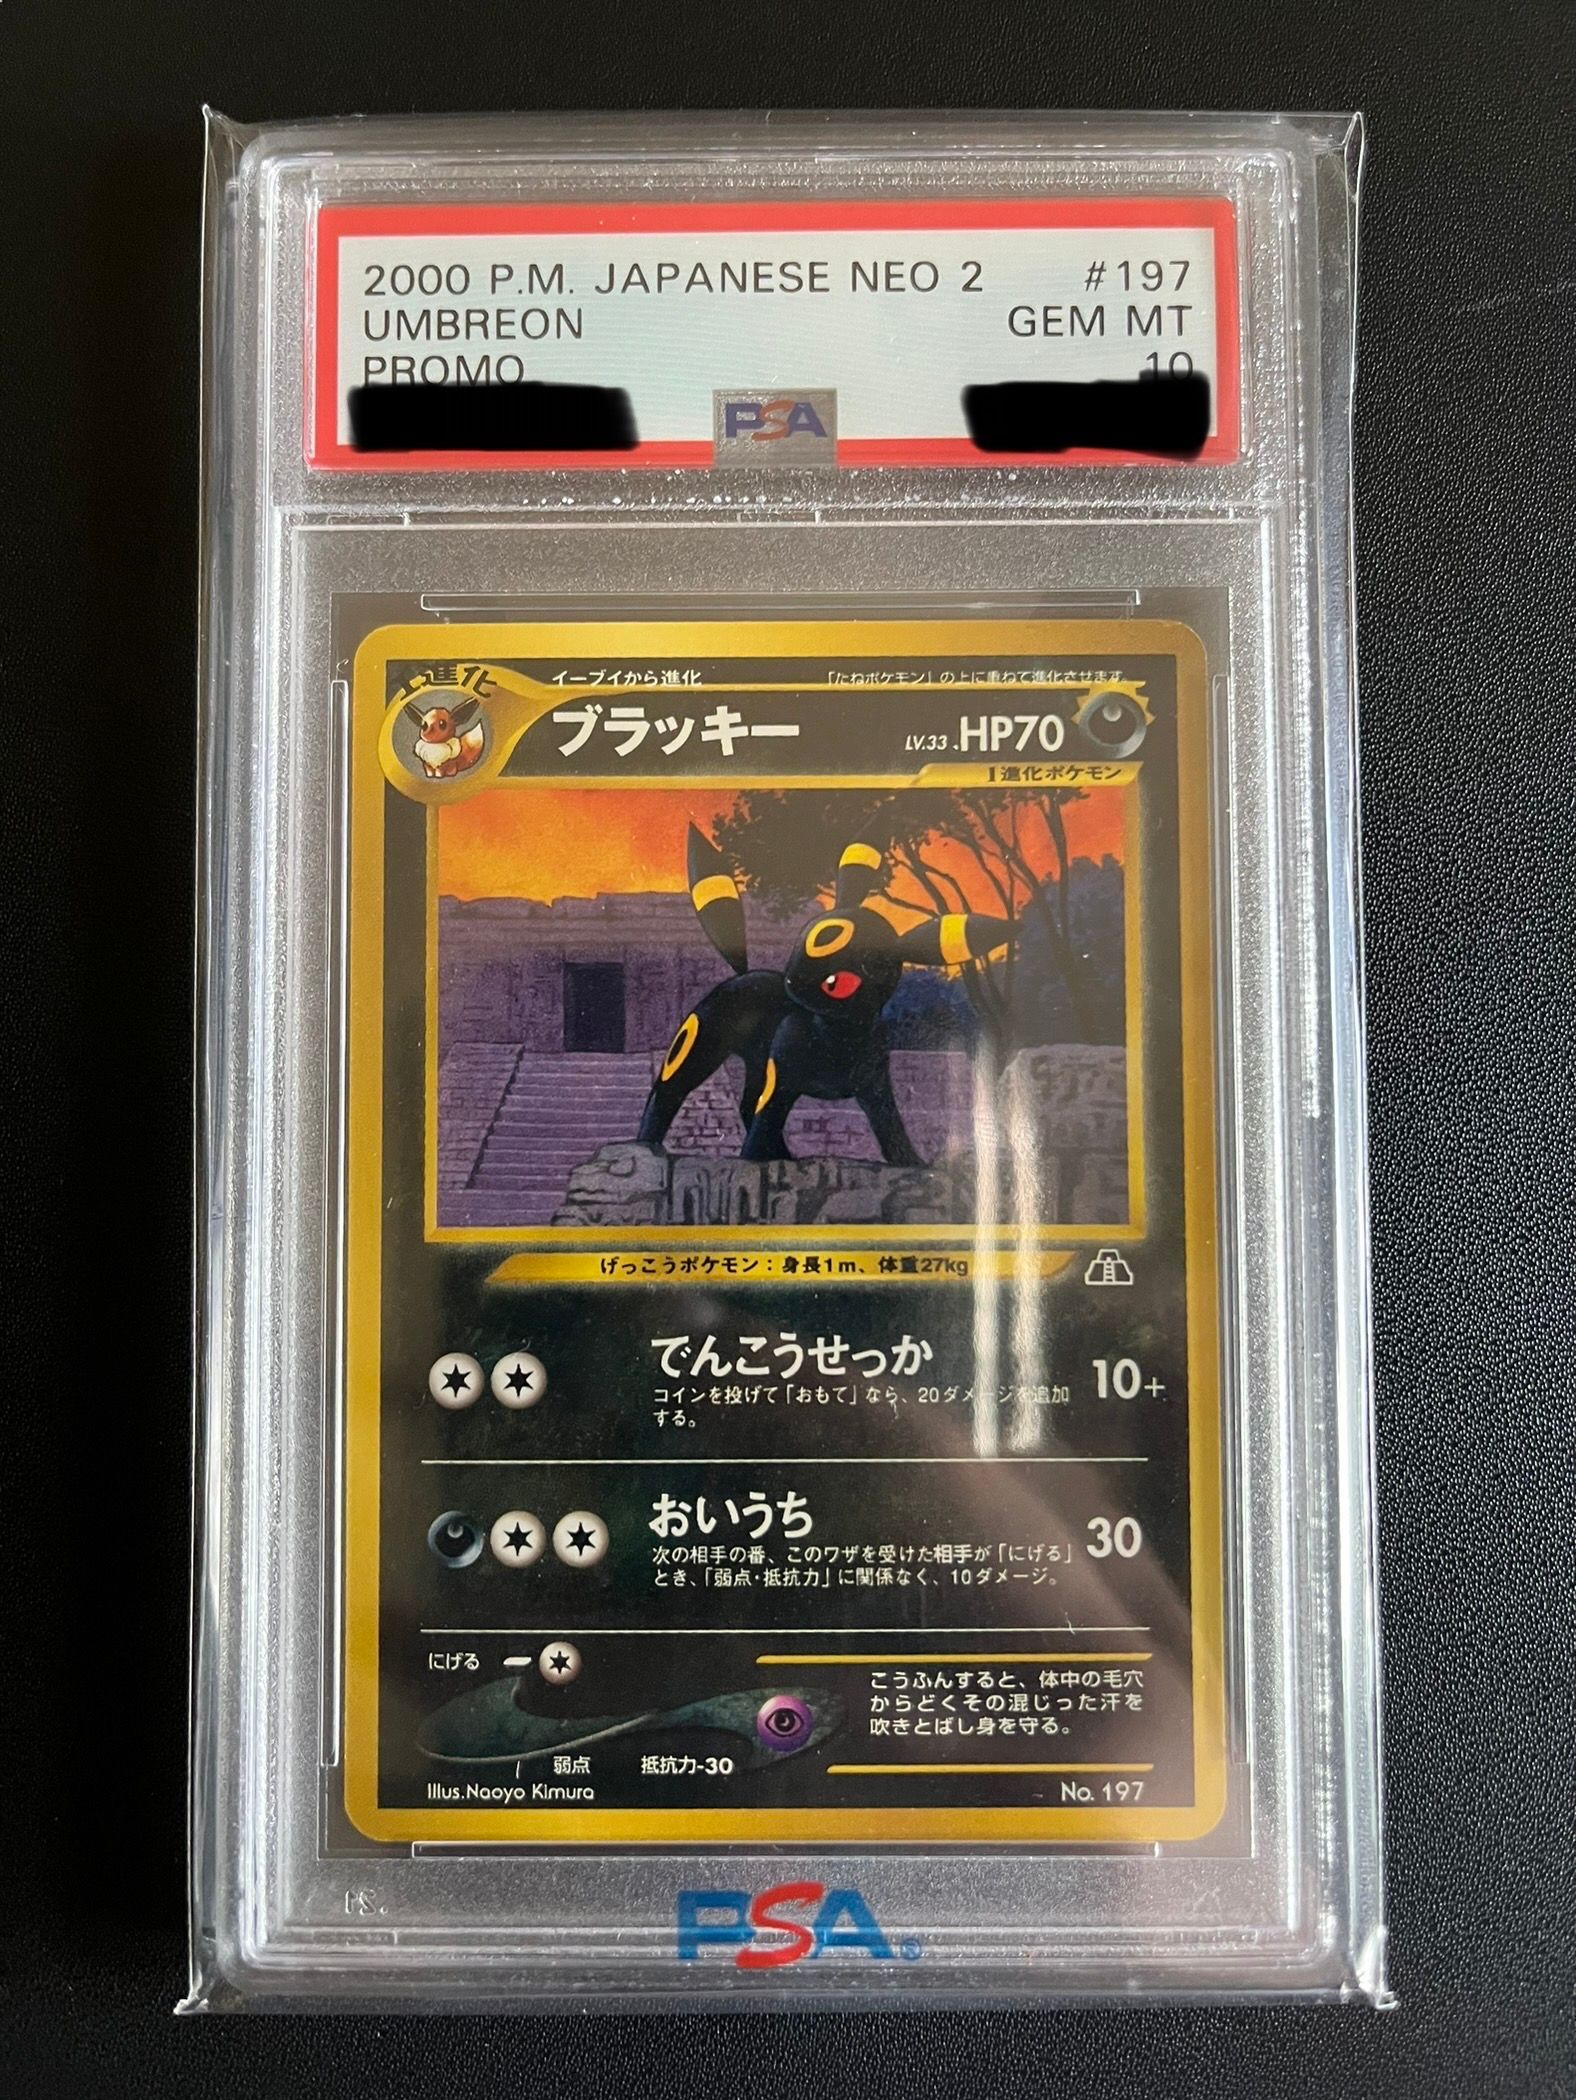 2000 P.M. JAPANESE NEO 2 #197
UMBREON GEM MT
PROMO 10
PSA
進化
イーブイから進化 「たねポケモン」の上に重ねて進化させます。
ブラッキー LV.33 HP70
1進化ポケモン
げっこうポケモン：身長1m、体重27kg
でんこうせっか 10+
コインを投げて「おもて」なら、20ダメージを追加
する。
おいうち 30
次の相手の番、このワザを受けた相手が「にげる」
とき、「弱点・抵抗力」に関係なく、10ダメージ。
にげる
こうふんすると、体中の毛穴
からどくその混じった汗を
吹きとばし身を守る。
弱点 抵抗力-30
Illus.Naoyo Kimura No. 197
PSA®